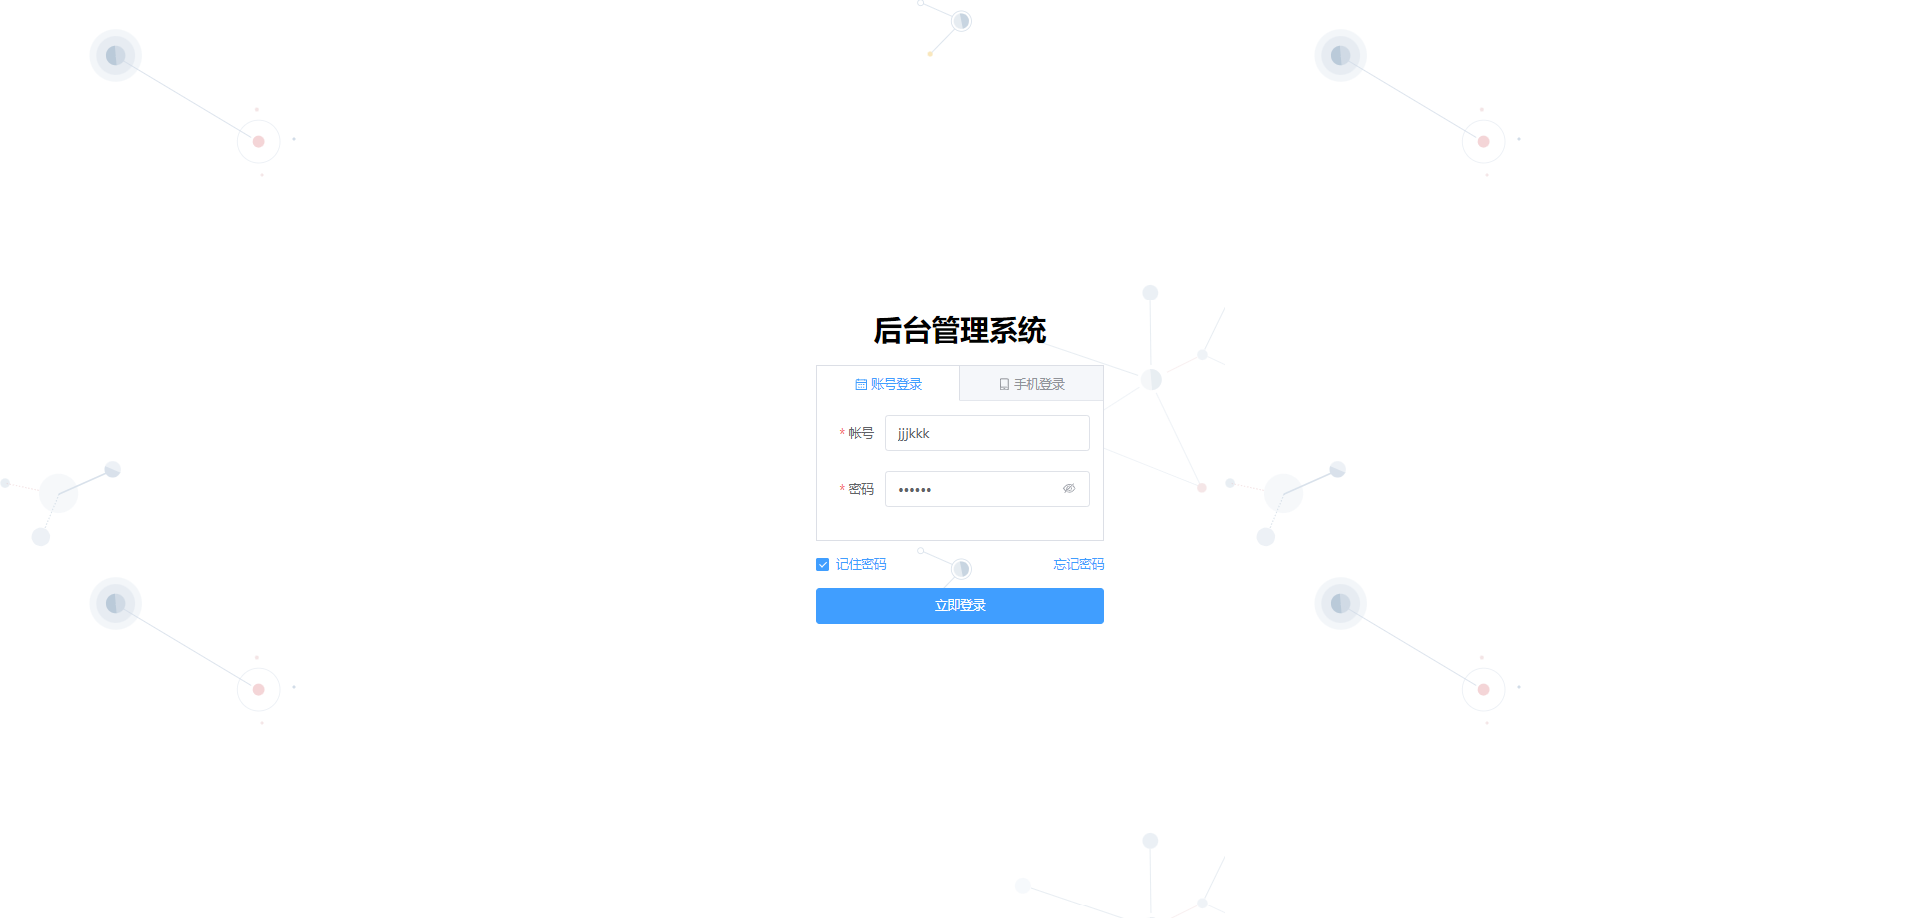 后台管理系统
账号登录 手机登录
* 帐号 jjjkkk
* 密码 ••••••
记住密码 忘记密码
立即登录